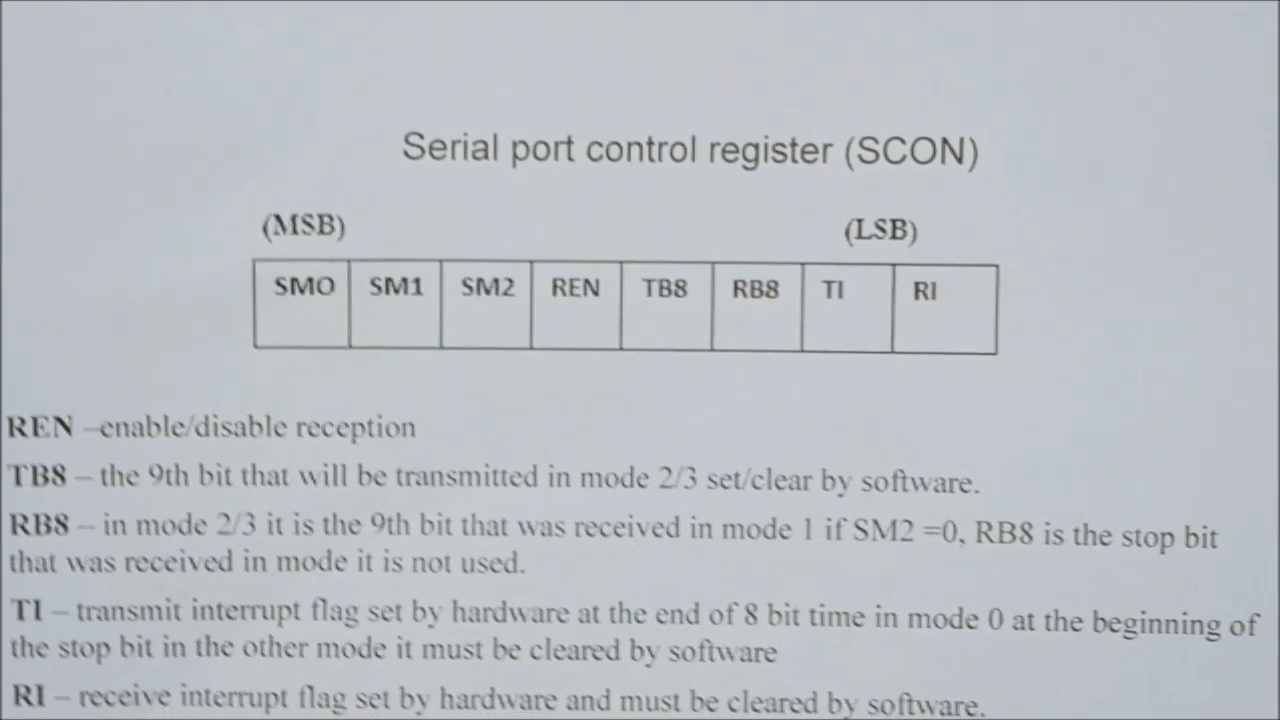 Serial port control register (SCON)
(MSB) (LSB)
SM0 SM1 SM2 REN TB8 RB8 TI RI
REN –enable/disable reception
TB8 – the 9th bit that will be transmitted in mode 2/3 set/clear by software.
RB8 – in mode 2/3 it is the 9th bit that was received in mode 1 if SM2 =0, RB8 is the stop bit
that was received in mode it is not used.
TI – transmit interrupt flag set by hardware at the end of 8 bit time in mode 0 at the beginning of
the stop bit in the other mode it must be cleared by software
RI – receive interrupt flag set by hardware and must be cleared by software.